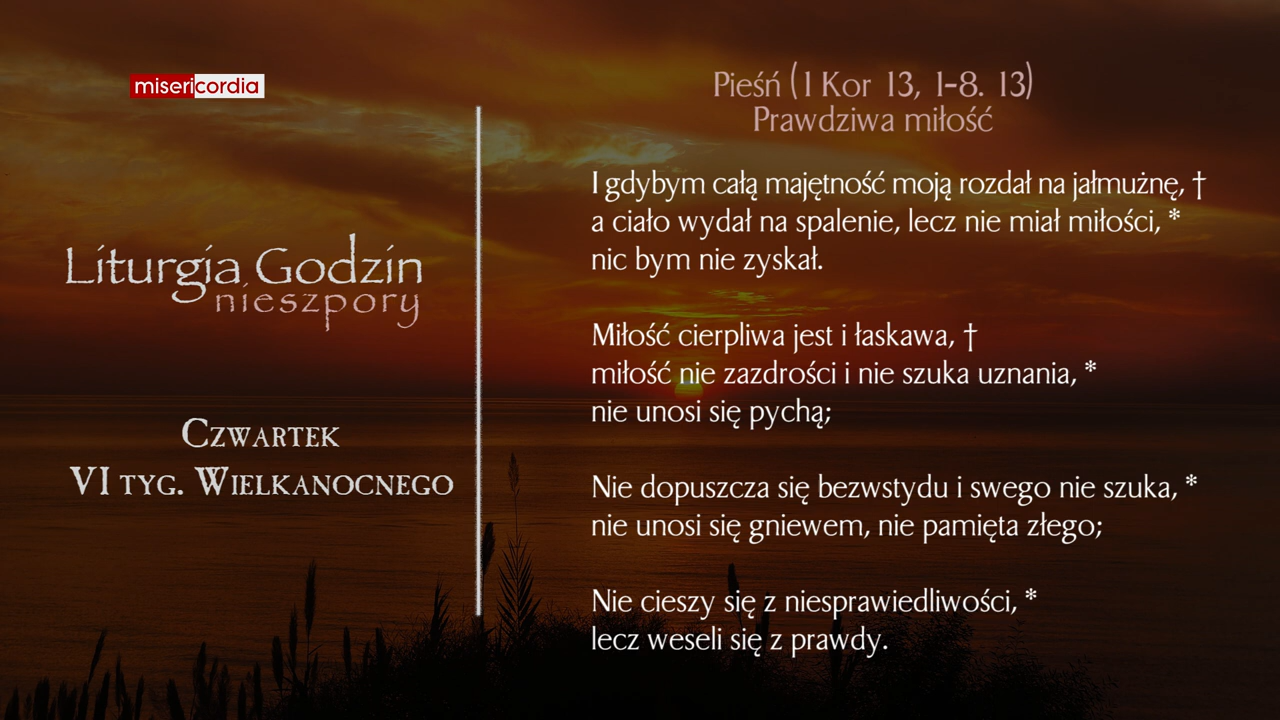 misericordia
Liturgia Godzin
nieszpory
Czwartek
VI tyg. Wielkanocnego
Pieśń (1 Kor 13, 1-8. 13)
Prawdziwa miłość
I gdybym całą majętność moją rozdał na jałmużnę, †
a ciało wydał na spalenie, lecz nie miał miłości, *
nic bym nie zyskał.
Miłość cierpliwa jest i łaskawa, †
miłość nie zazdrości i nie szuka uznania, *
nie unosi się pychą;
Nie dopuszcza się bezwstydu i swego nie szuka, *
nie unosi się gniewem, nie pamięta złego;
Nie cieszy się z niesprawiedliwości, *
lecz weseli się z prawdy.